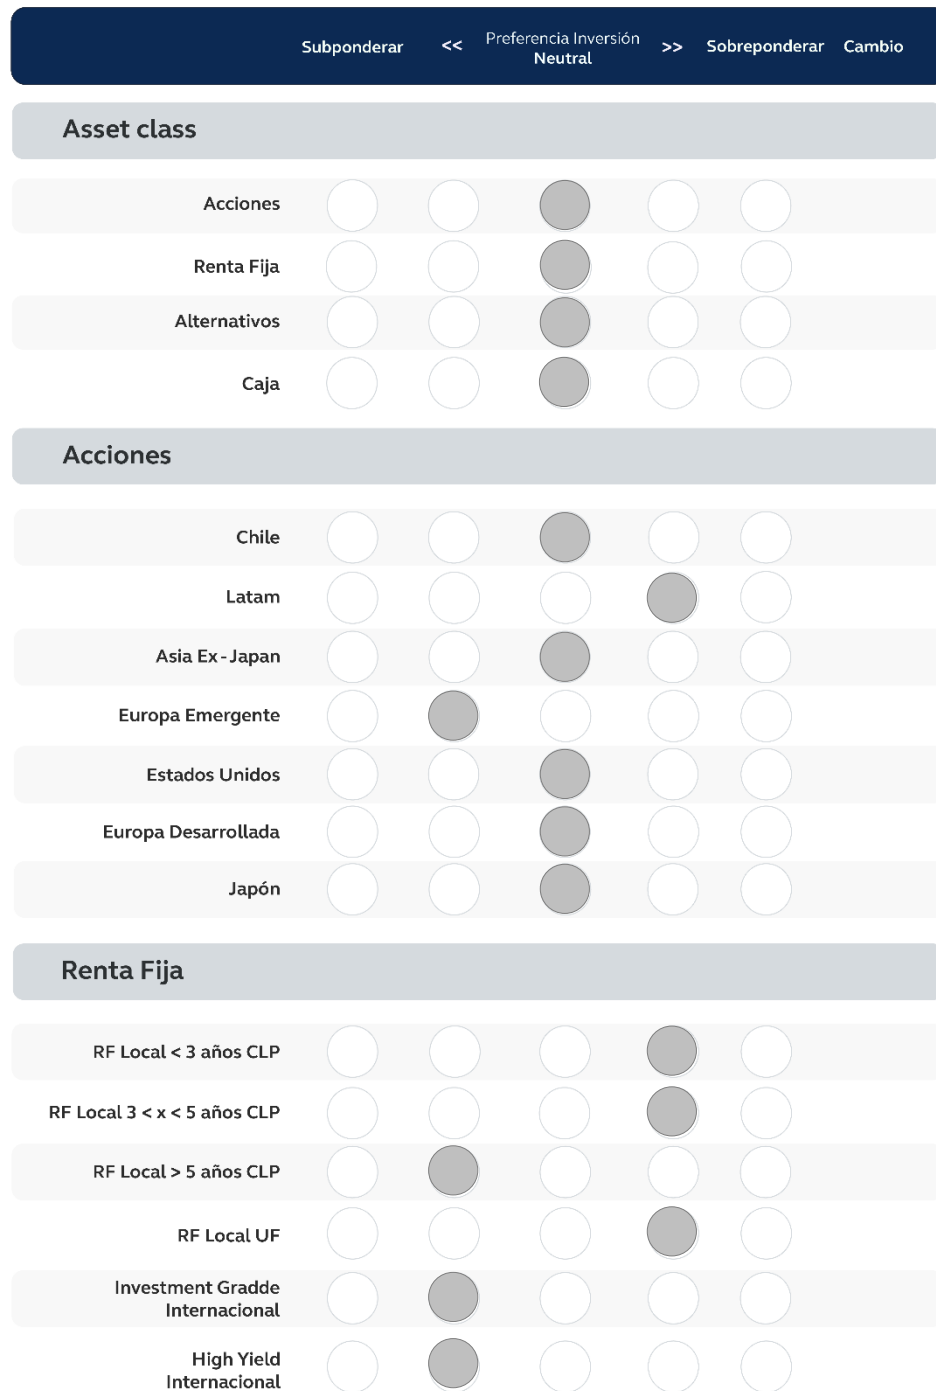 Subponderar << Preferencia Inversión >> Sobreponderar Cambio
Neutral
Asset class
Acciones
Renta Fija
Alternativos
Caja
Acciones
Chile
Latam
Asia Ex-Japan
Europa Emergente
Estados Unidos
Europa Desarrollada
Japón
Renta Fija
RF Local < 3 años CLP
RF Local 3 < x < 5 años CLP
RF Local > 5 años CLP
RF Local UF
Investment Gradde
Internacional
High Yield
Internacional